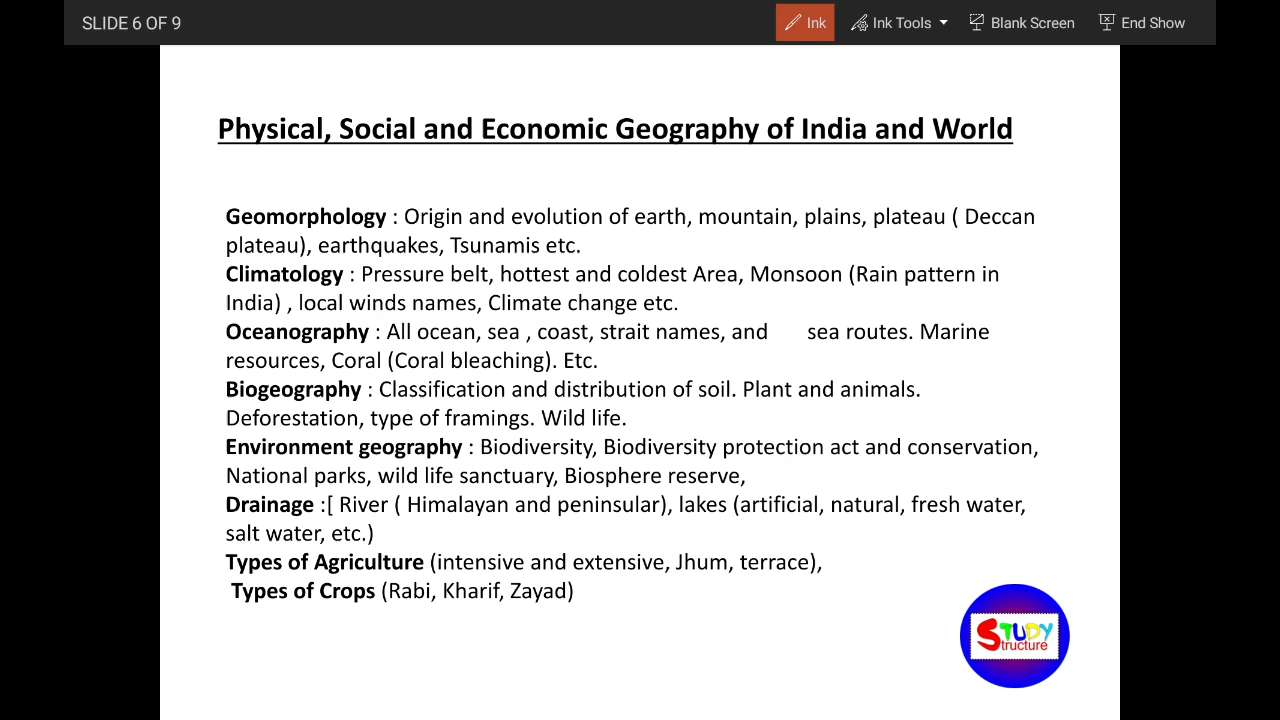 SLIDE 6 OF 9
Ink
Ink Tools
Blank Screen
End Show
Physical, Social and Economic Geography of India and World
Geomorphology : Origin and evolution of earth, mountain, plains, plateau ( Deccan
plateau), earthquakes, Tsunamis etc.
Climatology : Pressure belt, hottest and coldest Area, Monsoon (Rain pattern in
India) , local winds names, Climate change etc.
Oceanography : All ocean, sea , coast, strait names, and sea routes. Marine
resources, Coral (Coral bleaching). Etc.
Biogeography : Classification and distribution of soil. Plant and animals.
Deforestation, type of framings. Wild life.
Environment geography : Biodiversity, Biodiversity protection act and conservation,
National parks, wild life sanctuary, Biosphere reserve,
Drainage :[ River ( Himalayan and peninsular), lakes (artificial, natural, fresh water,
salt water, etc.)
Types of Agriculture (intensive and extensive, Jhum, terrace),
Types of Crops (Rabi, Kharif, Zayad)
STUDY
Structure